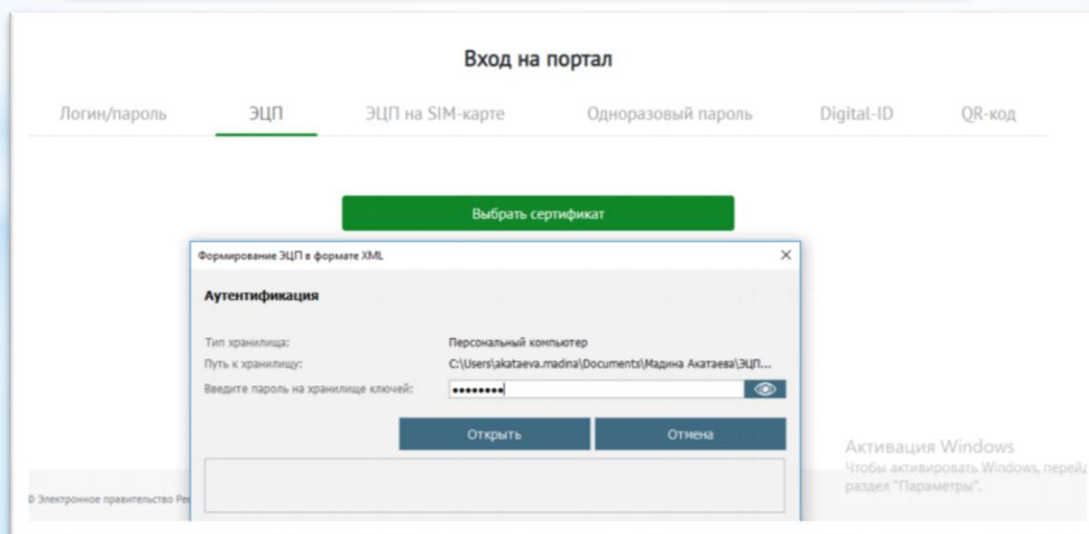 Вход на портал
Логин/пароль ЭЦП ЭЦП на SIM-карте Одноразовый пароль Digital-ID QR-код
Выбрать сертификат
Формирование ЭЦП в формате XML
Аутентификация
Тип хранилища: Персональный компьютер
Путь к хранилищу: C:\Users\akataeva.madina\Documents\Мадина Акатаева\ЭЦП...
Введите пароль на хранилище ключей: ••••••••
Открыть Отмена
Активация Windows
Чтобы активировать Windows, перейд
раздел "Параметры".
© Электронное правительство Рес